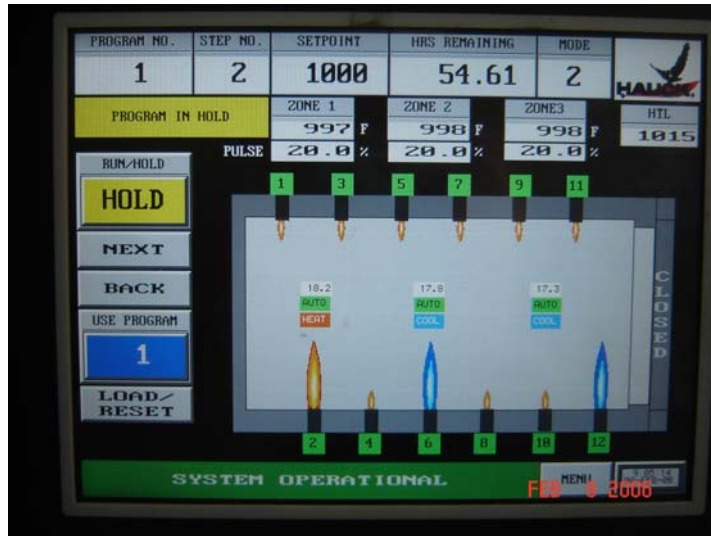 PROGRAM NO. STEP NO. SETPOINT HRS REMAINING MODE
1 2 1000 54.61 2
HAUCK
PROGRAM IN HOLD
ZONE 1 ZONE 2 ZONE3 HTL
997 F 998 F 998 F 1015
PULSE 20.0 % 20.0 % 20.0 %
RUN/HOLD
HOLD
1 3 5 7 9 11
NEXT
BACK
18.2 17.8 17.3
AUTO AUTO AUTO
HEAT COOL COOL
CLOSED
USE PROGRAM
1
LOAD/
RESET
2 4 6 8 10 12
SYSTEM OPERATIONAL
MENU
FEB 9 2006